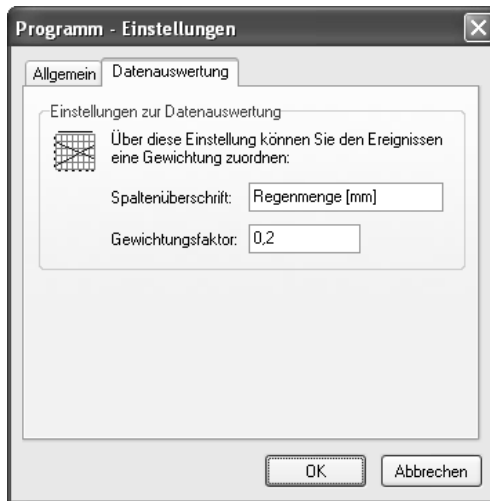 Programm - Einstellungen
Allgemein
Datenauswertung
Einstellungen zur Datenauswertung
Über diese Einstellung können Sie den Ereignissen
eine Gewichtung zuordnen:
Spaltenüberschrift: Regenmenge [mm]
Gewichtungsfaktor: 0,2
OK
Abbrechen